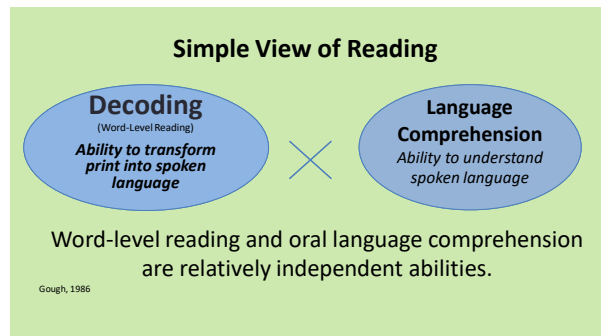 Simple View of Reading
Decoding
(Word-Level Reading)
Ability to transform
print into spoken
language
Language
Comprehension
Ability to understand
spoken language
Word-level reading and oral language comprehension
are relatively independent abilities.
Gough, 1986